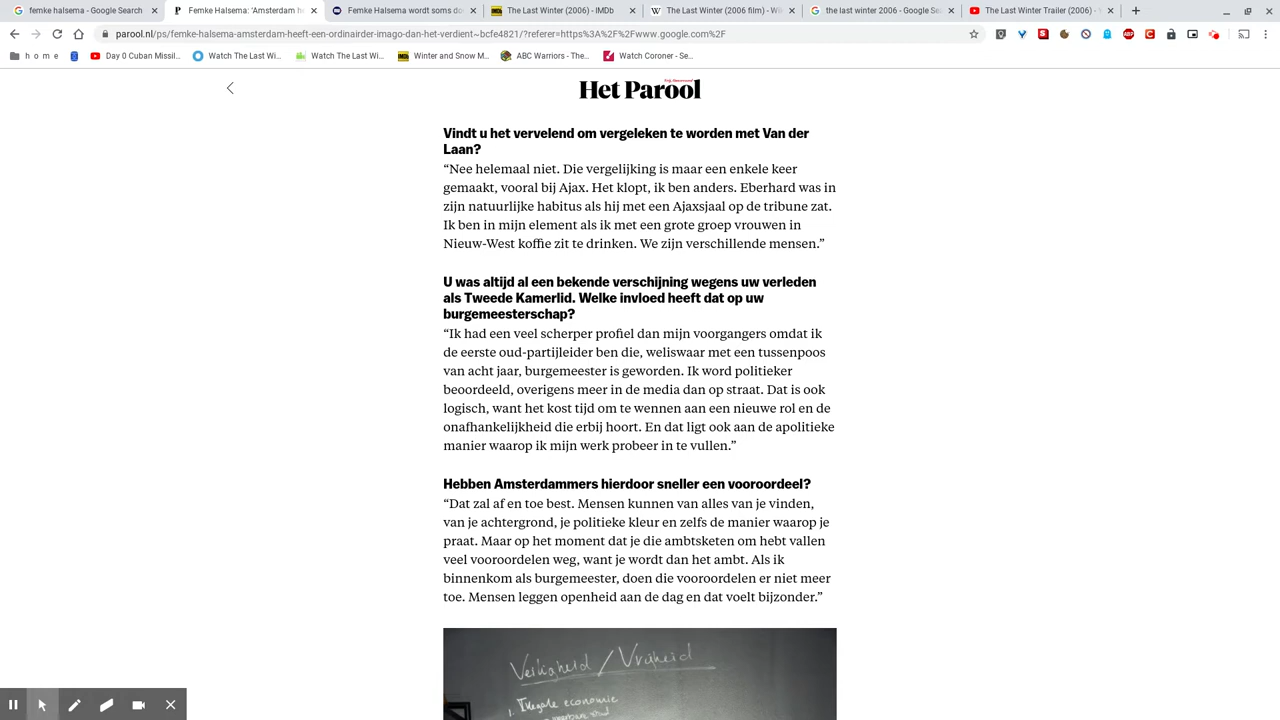 femke halsema - Google Search
Femke Halsema: 'Amsterdam he
Femke Halsema wordt soms do
The Last Winter (2006) - IMDb
The Last Winter (2006 film) - Wi
the last winter 2006 - Google Se
The Last Winter Trailer (2006) -
parool.nl/ps/femke-halsema-amsterdam-heeft-een-ordinairder-imago-dan-het-verdient~bcfe4821/?referer=https%3A%2F%2Fwww.google.com%2F
h o m e
Day 0 Cuban Missil...
Watch The Last Wi...
Watch The Last Wi...
Winter and Snow M...
ABC Warriors - The...
Watch Coroner - Se...
Het Parool
Vindt u het vervelend om vergeleken te worden met Van der
Laan?
“Nee helemaal niet. Die vergelijking is maar een enkele keer
gemaakt, vooral bij Ajax. Het klopt, ik ben anders. Eberhard was in
zijn natuurlijke habitus als hij met een Ajaxsjaal op de tribune zat.
Ik ben in mijn element als ik met een grote groep vrouwen in
Nieuw-West koffie zit te drinken. We zijn verschillende mensen.”
U was altijd al een bekende verschijning wegens uw verleden
als Tweede Kamerlid. Welke invloed heeft dat op uw
burgemeesterschap?
“Ik had een veel scherper profiel dan mijn voorgangers omdat ik
de eerste oud-partijleider ben die, weliswaar met een tussenpoos
van acht jaar, burgemeester is geworden. Ik word politieker
beoordeeld, overigens meer in de media dan op straat. Dat is ook
logisch, want het kost tijd om te wennen aan een nieuwe rol en de
onafhankelijkheid die erbij hoort. En dat ligt ook aan de apolitieke
manier waarop ik mijn werk probeer in te vullen.”
Hebben Amsterdammers hierdoor sneller een vooroordeel?
“Dat zal af en toe best. Mensen kunnen van alles van je vinden,
van je achtergrond, je politieke kleur en zelfs de manier waarop je
praat. Maar op het moment dat je die ambtsketen om hebt vallen
veel vooroordelen weg, want je wordt dan het ambt. Als ik
binnenkom als burgemeester, doen die vooroordelen er niet meer
toe. Mensen leggen openheid aan de dag en dat voelt bijzonder.”
Veiligheid / Vrijheid
1. Illegale economie